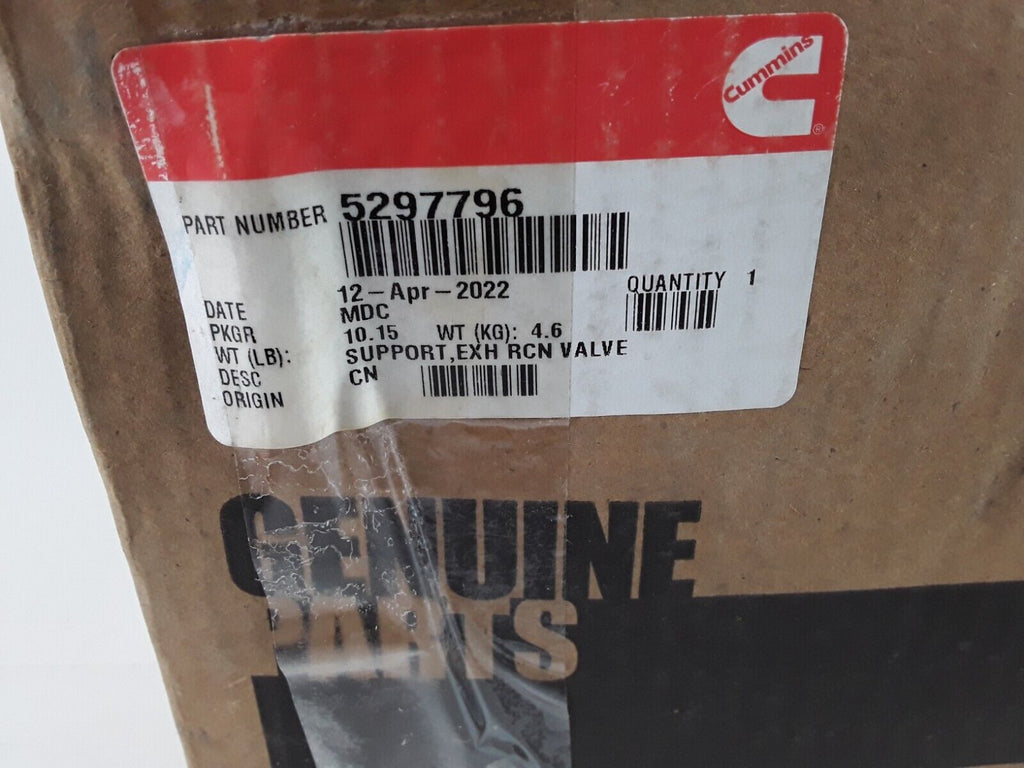 Cummins
®
PART NUMBER 5297796
DATE 12-Apr-2022 QUANTITY 1
PKGR MDC
WT (LB): 10.15 WT (KG): 4.6
DESC SUPPORT,EXH RCN VALVE
ORIGIN CN
GENUINE
PARTS